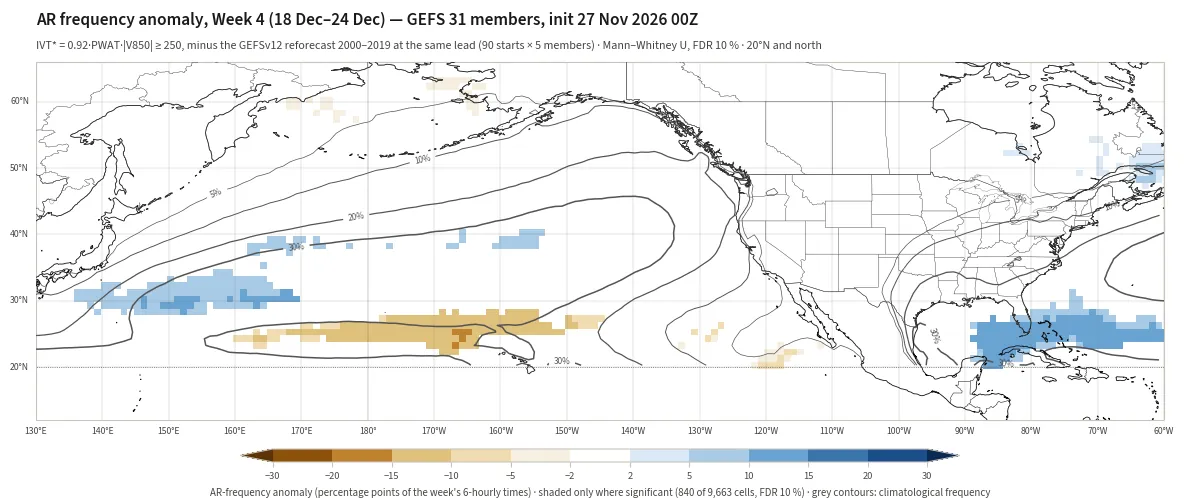 AR frequency anomaly, Week 4 (18 Dec–24 Dec) — GEFS 31 members, init 27 Nov 2026 00Z
IVT* = 0.92·PWAT·|V850| ≥ 250, minus the GEFSv12 reforecast 2000–2019 at the same lead (90 starts × 5 members) · Mann–Whitney U, FDR 10 % · 20°N and north
60°N
10%
50°N
5%
5%
10%
20%
40°N
30%
30°N
30%
20°N
30%
30%
130°E 140°E 150°E 160°E 170°E 180° 170°W 160°W 150°W 140°W 130°W 120°W 110°W 100°W 90°W 80°W 70°W 60°W
−30 −20 −15 −10 −5 −2 2 5 10 15 20 30
AR-frequency anomaly (percentage points of the week's 6-hourly times) · shaded only where significant (840 of 9,663 cells, FDR 10 %) · grey contours: climatological frequency